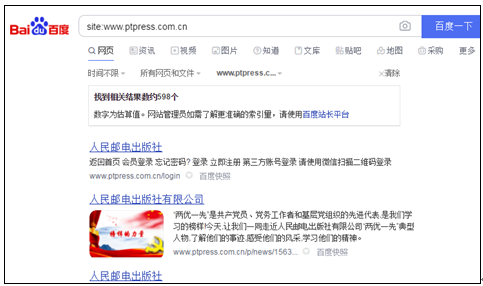 Bai百度 site:www.ptpress.com.cn 百度一下
网页 资讯 视频 图片 知道 文库 贴吧 地图 采购 更多
时间不限 所有网页和文件 www.ptpress.c... 清除
找到相关结果数约598个
数字为估算值。网站管理员如需了解更准确的索引量，请使用百度站长平台
人民邮电出版社
返回首页 会员登录 忘记密码? 登录 立即注册 第三方账号登录 请使用微信扫描二维码登录
www.ptpress.com.cn/login 百度快照
人民邮电出版社有限公司
“两优一先”是共产党员、党务工作者和基层党组织的先进代表,是我们学
习的榜样!今天,让我们一同走近人民邮电出版社有限公司“两优一先”典型
人物,了解他们的事迹,感受他们的风采,学习他们的精神。
榜样的力量
www.ptpress.com.cn/p/news/1563... 百度快照
人民邮电出版社